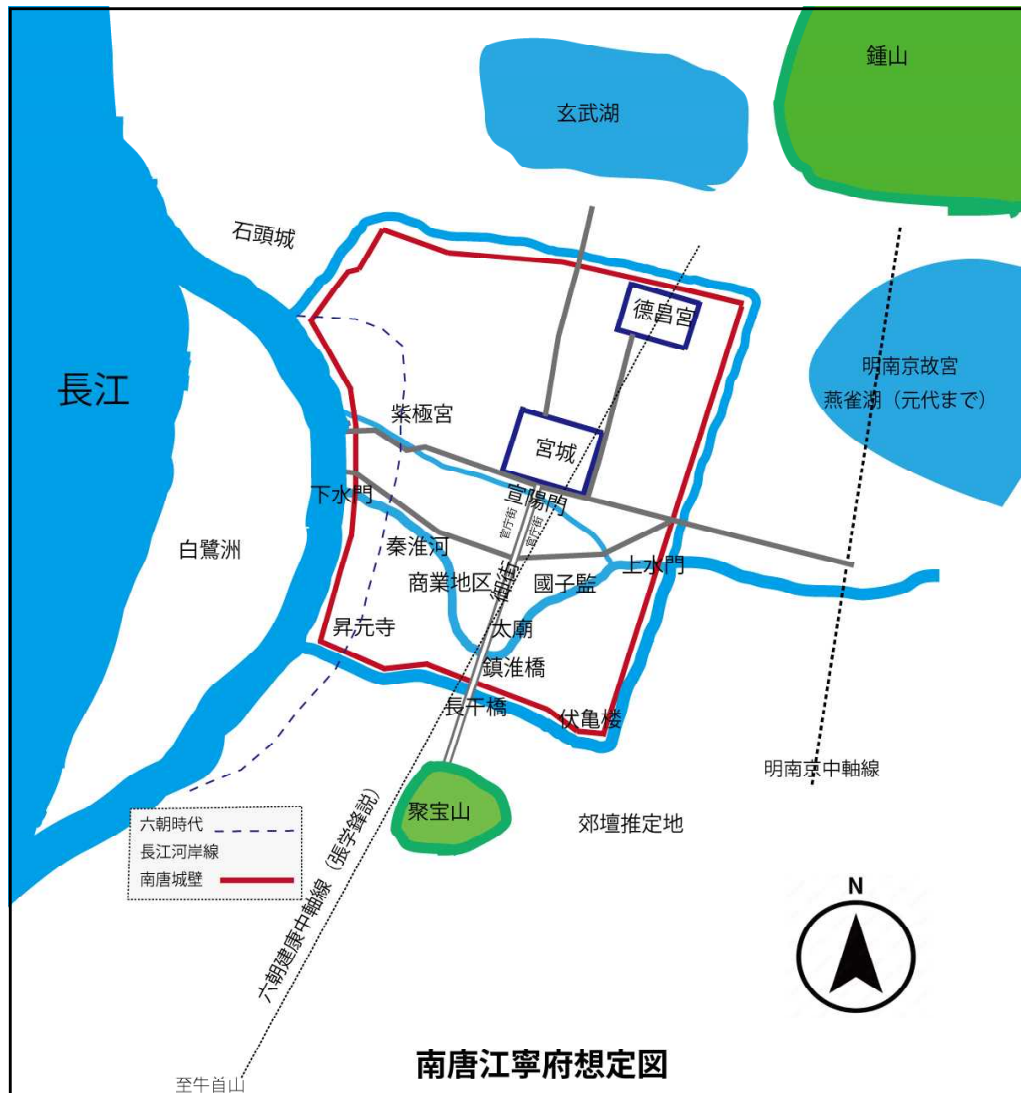 鍾山
玄武湖
石頭城
德昌宮
明南京故宮
燕雀湖（元代まで）
長江
紫極宮
宮城
宣陽門
下水門
官庁街
官庁街
白鷺洲
秦淮河
上水門
商業地区
御街
國子監
昇元寺
太廟
鎮淮橋
長干橋
伏亀楼
明南京中軸線
聚宝山
郊壇推定地
六朝時代
長江河岸線
南唐城壁
六朝建康中軸線（張学鋒説）
N
南唐江寧府想定図
至牛首山